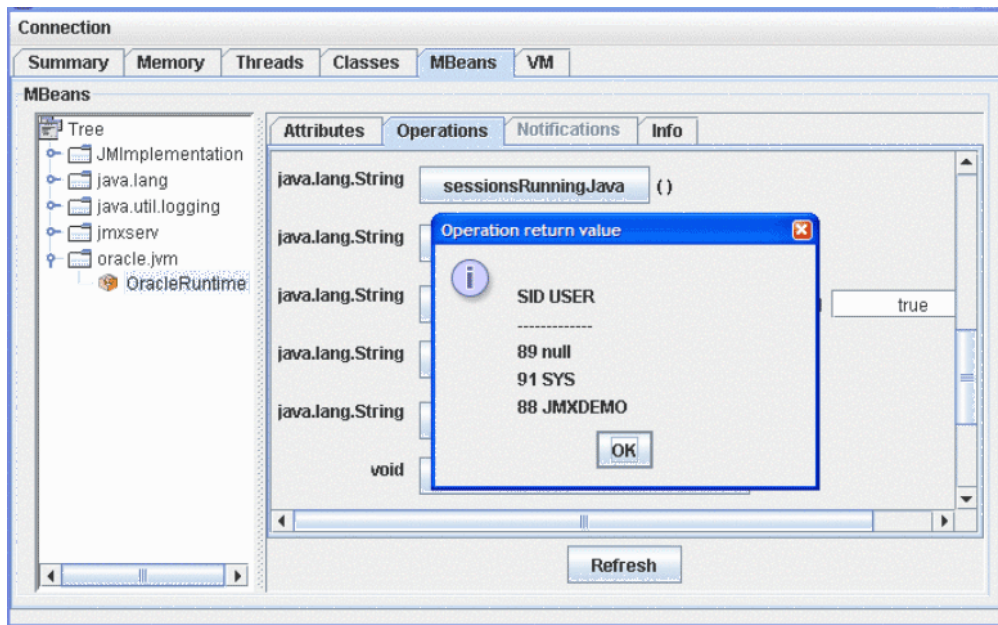 Connection
Summary Memory Threads Classes MBeans VM
MBeans
Tree
JMImplementation
java.lang
java.util.logging
jmxserv
oracle.jvm
OracleRuntime
Attributes Operations Notifications Info
java.lang.String sessionsRunningJava ( )
java.lang.String
java.lang.String true
java.lang.String
java.lang.String
void
Operation return value
SID USER
-------------
89 null
91 SYS
88 JMXDEMO
OK
Refresh